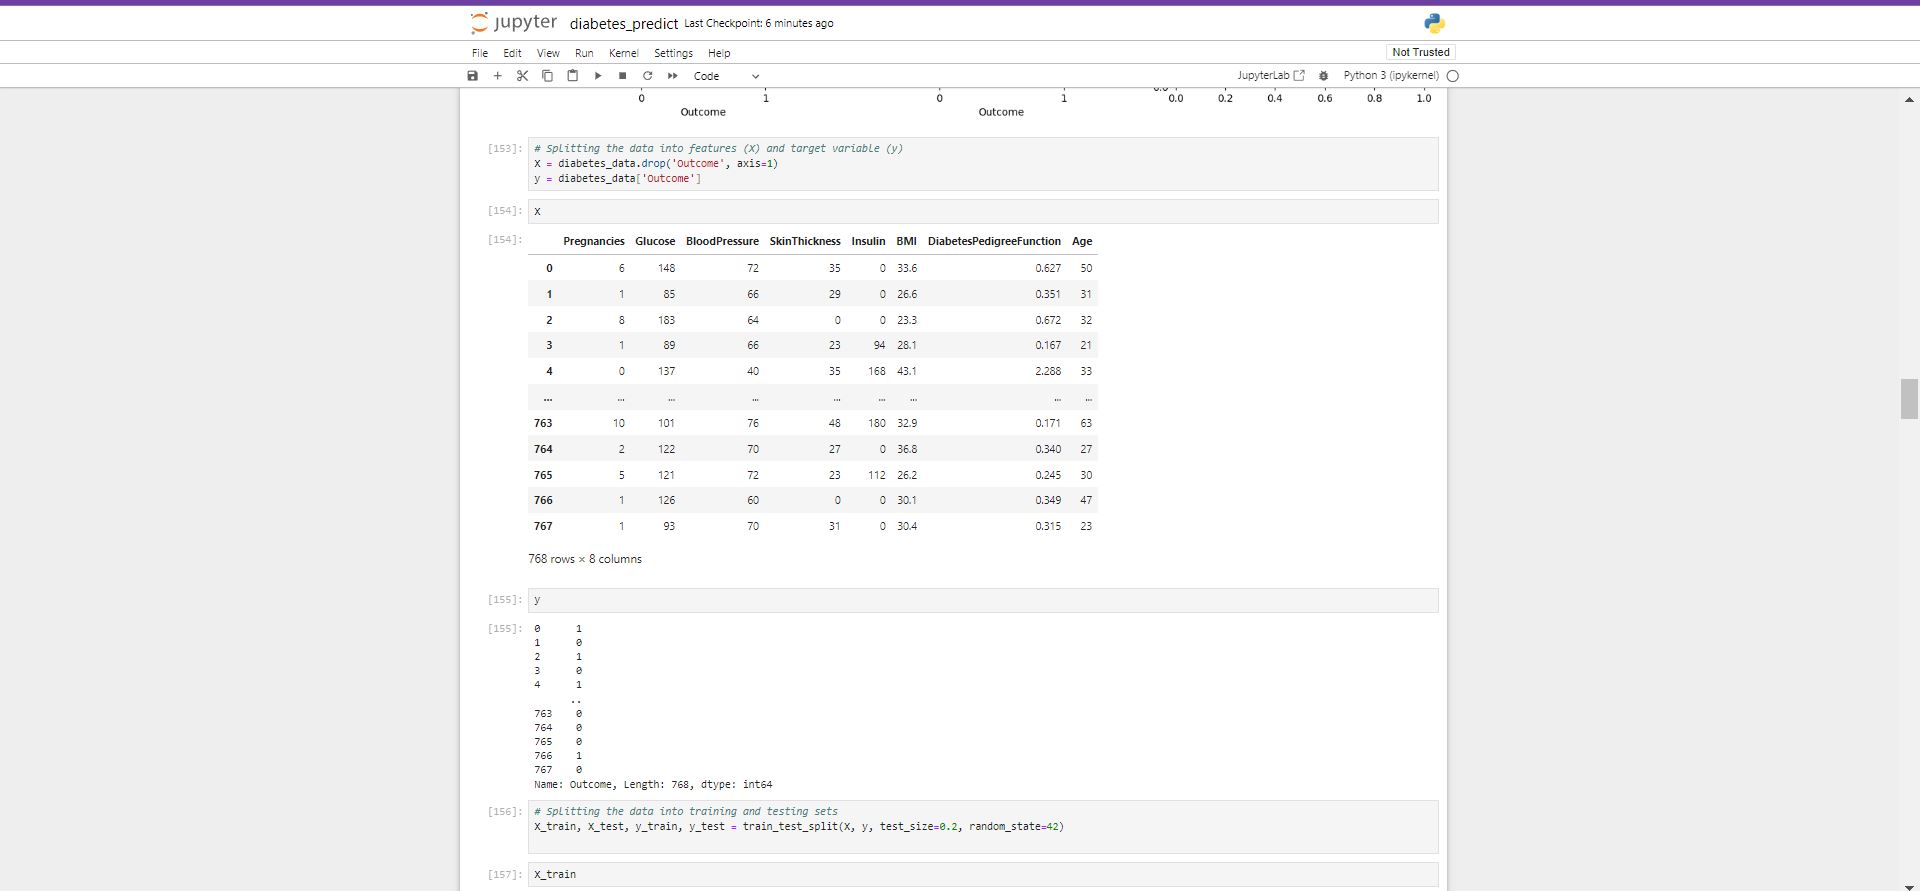 jupyter diabetes_predict Last Checkpoint: 6 minutes ago
File Edit View Run Kernel Settings Help Not Trusted
Code JupyterLab Python 3 (ipykernel)
0 1 0 1 0.0 0.0 0.2 0.4 0.6 0.8 1.0
Outcome Outcome
[153]: # Splitting the data into features (X) and target variable (y)
X = diabetes_data.drop('Outcome', axis=1)
y = diabetes_data['Outcome']
[154]: X
[154]: Pregnancies Glucose BloodPressure SkinThickness Insulin BMI DiabetesPedigreeFunction Age
0 6 148 72 35 0 33.6 0.627 50
1 1 85 66 29 0 26.6 0.351 31
2 8 183 64 0 0 23.3 0.672 32
3 1 89 66 23 94 28.1 0.167 21
4 0 137 40 35 168 43.1 2.288 33
... ... ... ... ... ... ... ... ...
763 10 101 76 48 180 32.9 0.171 63
764 2 122 70 27 0 36.8 0.340 27
765 5 121 72 23 112 26.2 0.245 30
766 1 126 60 0 0 30.1 0.349 47
767 1 93 70 31 0 30.4 0.315 23
768 rows × 8 columns
[155]: y
[155]: 0 1
1 0
2 1
3 0
4 1
..
763 0
764 0
765 0
766 1
767 0
Name: Outcome, Length: 768, dtype: int64
[156]: # Splitting the data into training and testing sets
X_train, X_test, y_train, y_test = train_test_split(X, y, test_size=0.2, random_state=42)
[157]: X_train